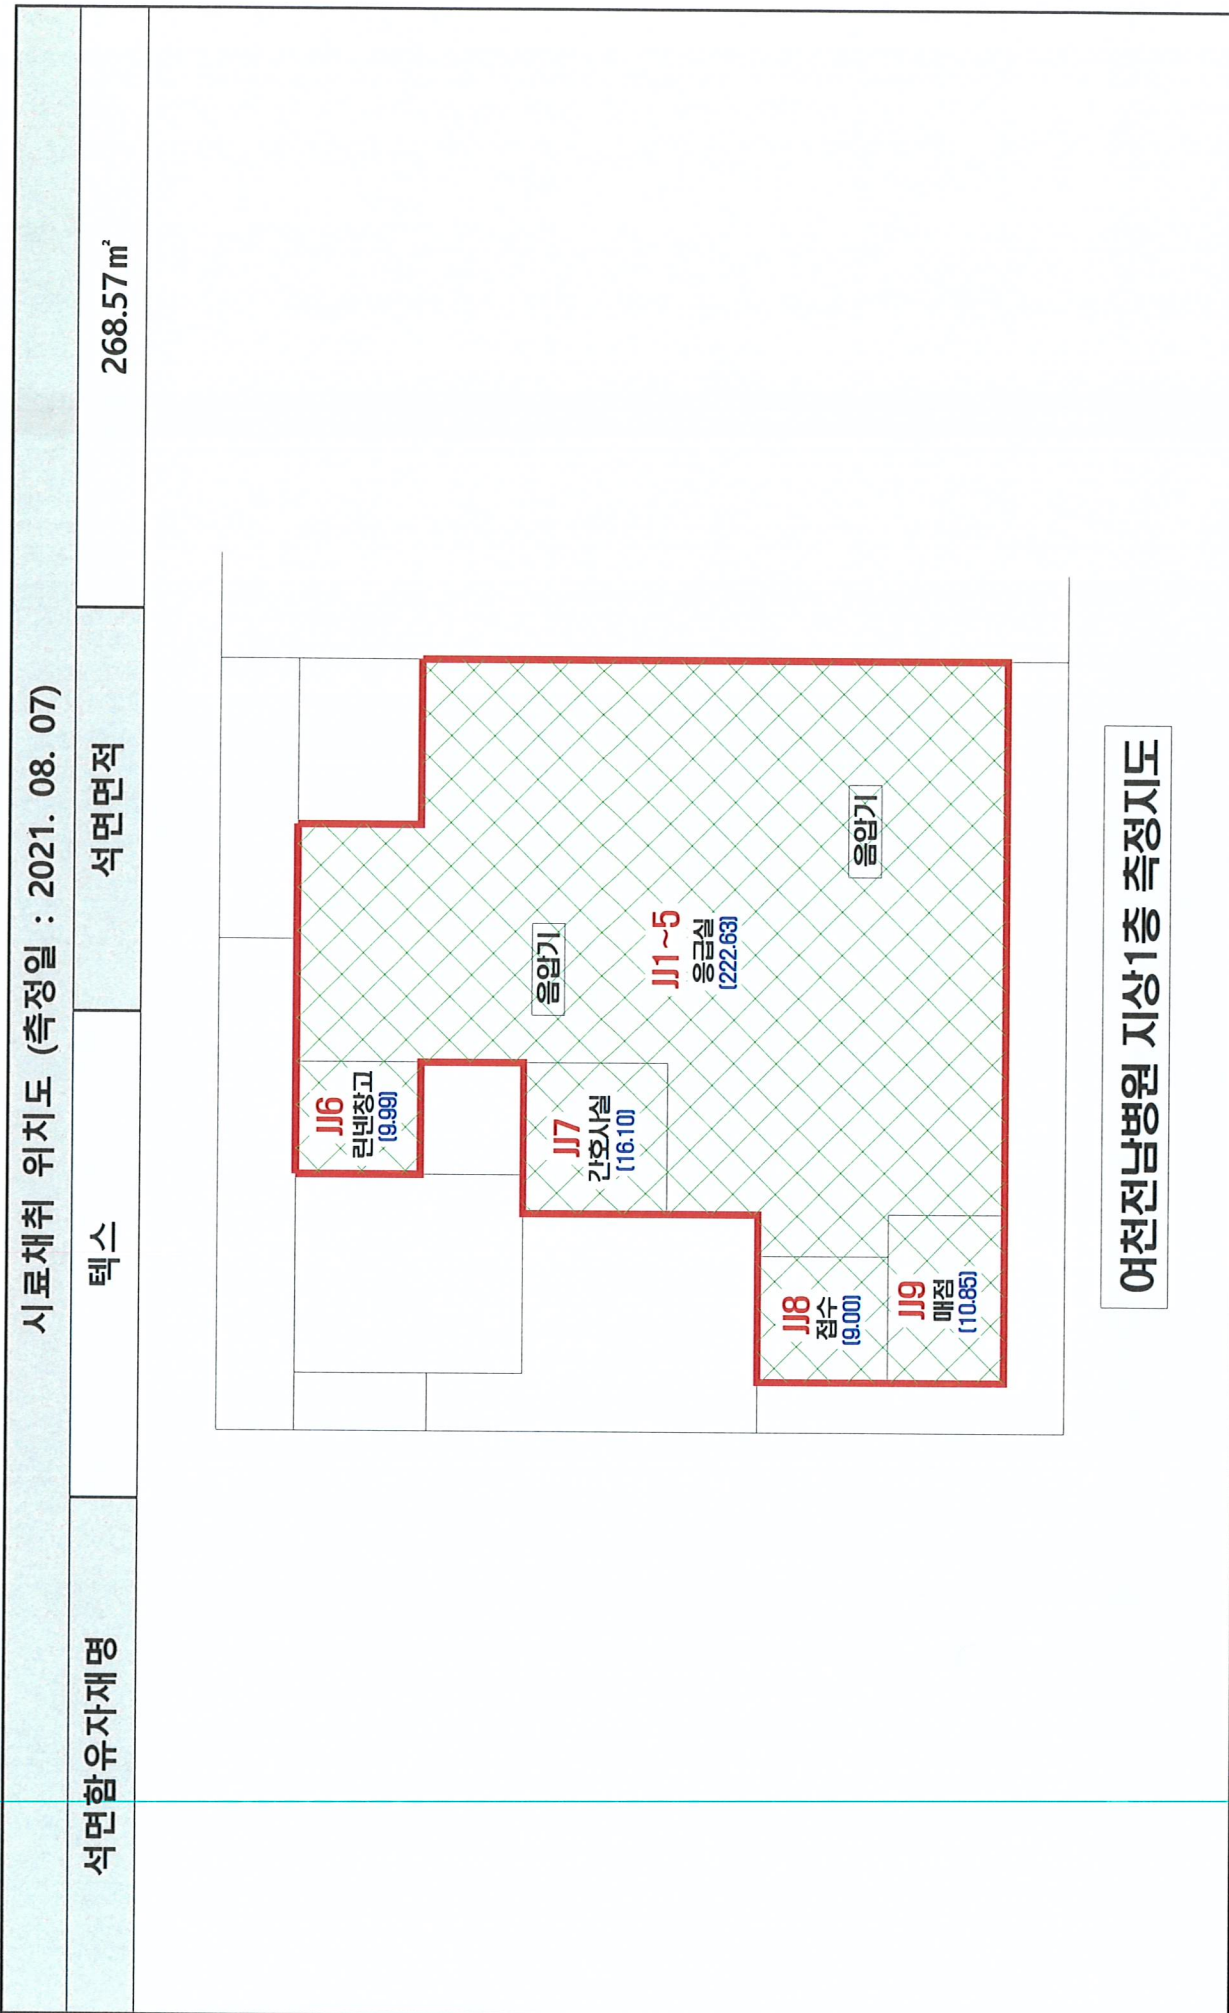 시료채취 위치도 (측정일 : 2021. 08. 07)
석면함유자재명
텍스
석면면적
268.57㎡
JJ6
린넨창고
(9.99)
음압기
JJ7
간호사실
(16.10)
JJ1~5
응급실
(222.63)
음압기
JJ8
접수
(9.00)
JJ9
매점
(10.85)
여천전남병원 지상1층 측정지도